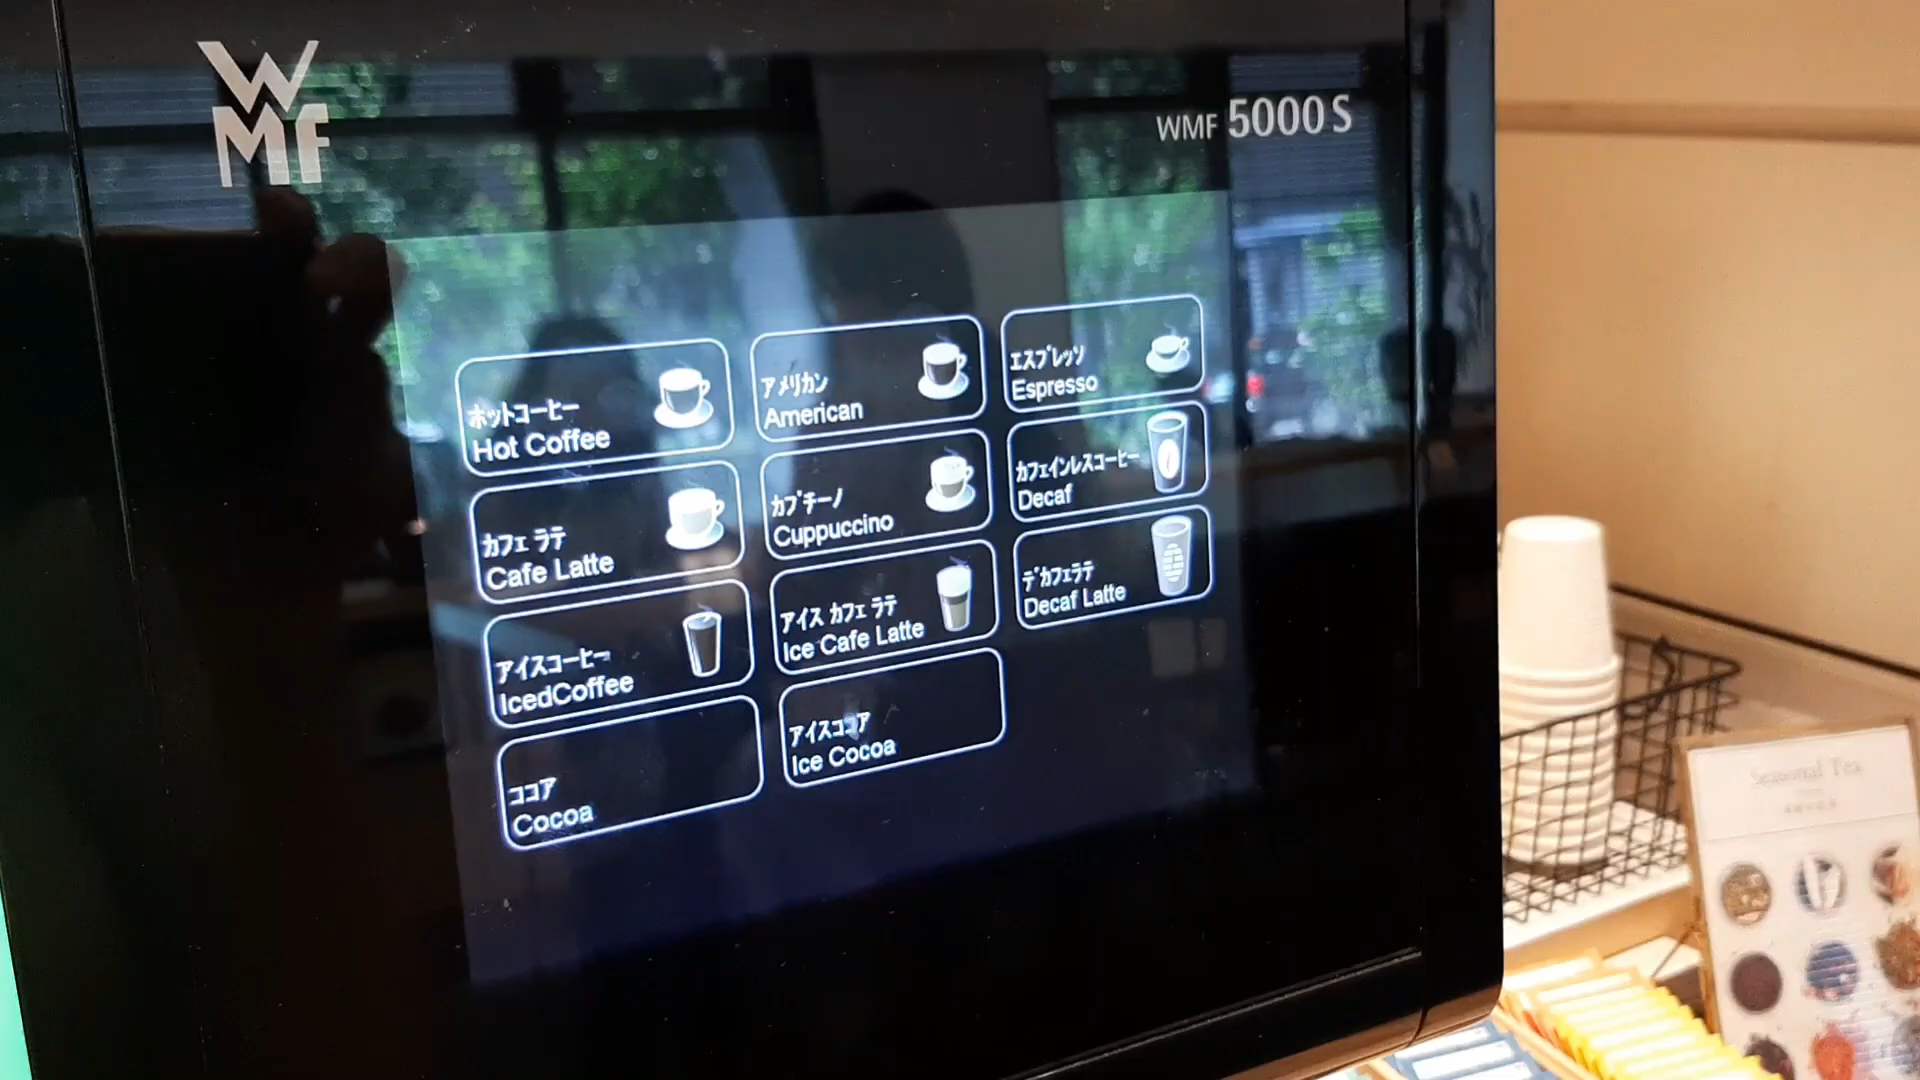 WMF
WMF 5000 S
ホットコーヒー
Hot Coffee
アメリカン
American
エスプレッソ
Espresso
カフェ ラテ
Cafe Latte
カプチーノ
Cuppuccino
カフェインレスコーヒー
Decaf
アイスコーヒー
IcedCoffee
アイス カフェ ラテ
Ice Cafe Latte
デカフェラテ
Decaf Latte
ココア
Cocoa
アイスココア
Ice Cocoa
Seasonal Tea